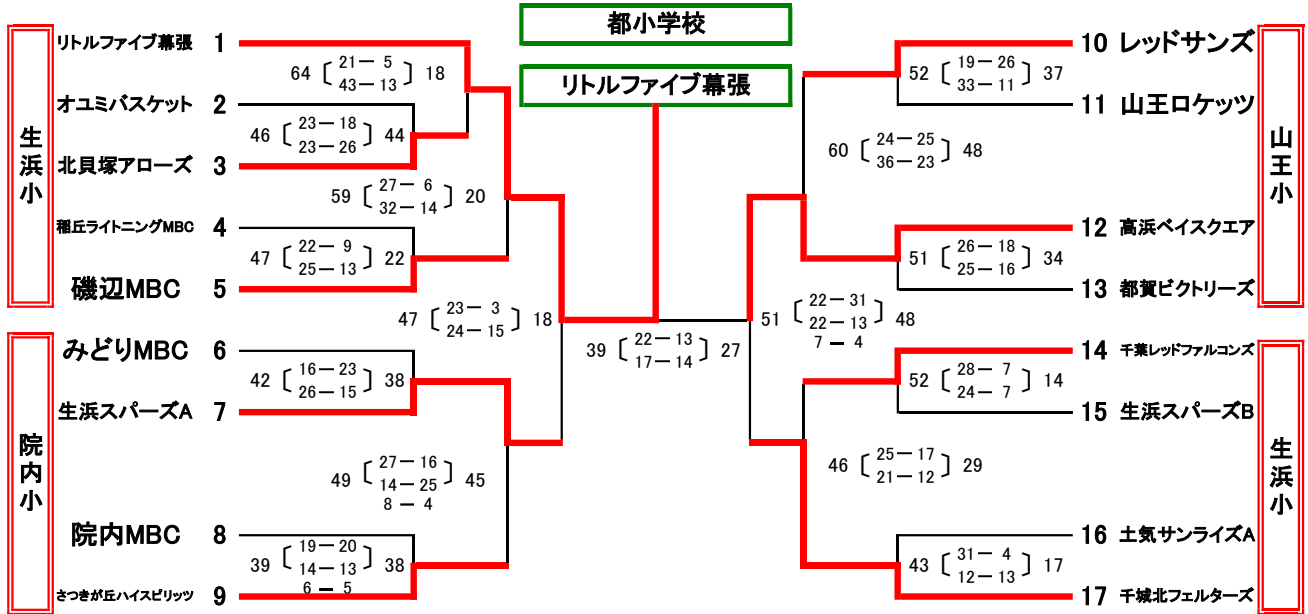 都小学校
リトルファイブ幕張
生浜小
リトルファイブ幕張 1
64 〔 21 － 5 〕 18
43 － 13
オユミバスケット 2
46 〔 23 － 18 〕 44
23 － 26
北貝塚アローズ 3
59 〔 27 － 6 〕 20
32 － 14
稲丘ライトニングMBC 4
47 〔 22 － 9 〕 22
25 － 13
磯辺MBC 5
47 〔 23 － 3 〕 18
24 － 15
院内小
みどりMBC 6
42 〔 16 － 23 〕 38
26 － 15
生浜スパーズA 7
49 〔 27 － 16 〕 45
14 － 25
8 － 4
院内MBC 8
39 〔 19 － 20 〕 38
14 － 13
6 － 5
さつきが丘ハイスピリッツ 9
39 〔 22 － 13 〕 27
17 － 14
山王小
10 レッドサンズ
52 〔 19 － 26 〕 37
33 － 11
11 山王ロケッツ
60 〔 24 － 25 〕 48
36 － 23
12 高浜ベイスクエア
51 〔 26 － 18 〕 34
25 － 16
13 都賀ビクトリーズ
51 〔 22 － 31 〕 48
22 － 13
7 － 4
生浜小
14 千葉レッドファルコンズ
52 〔 28 － 7 〕 14
24 － 7
15 生浜スパーズB
46 〔 25 － 17 〕 29
21 － 12
16 土気サンライズA
43 〔 31 － 4 〕 17
12 － 13
17 千城北フェルターズ